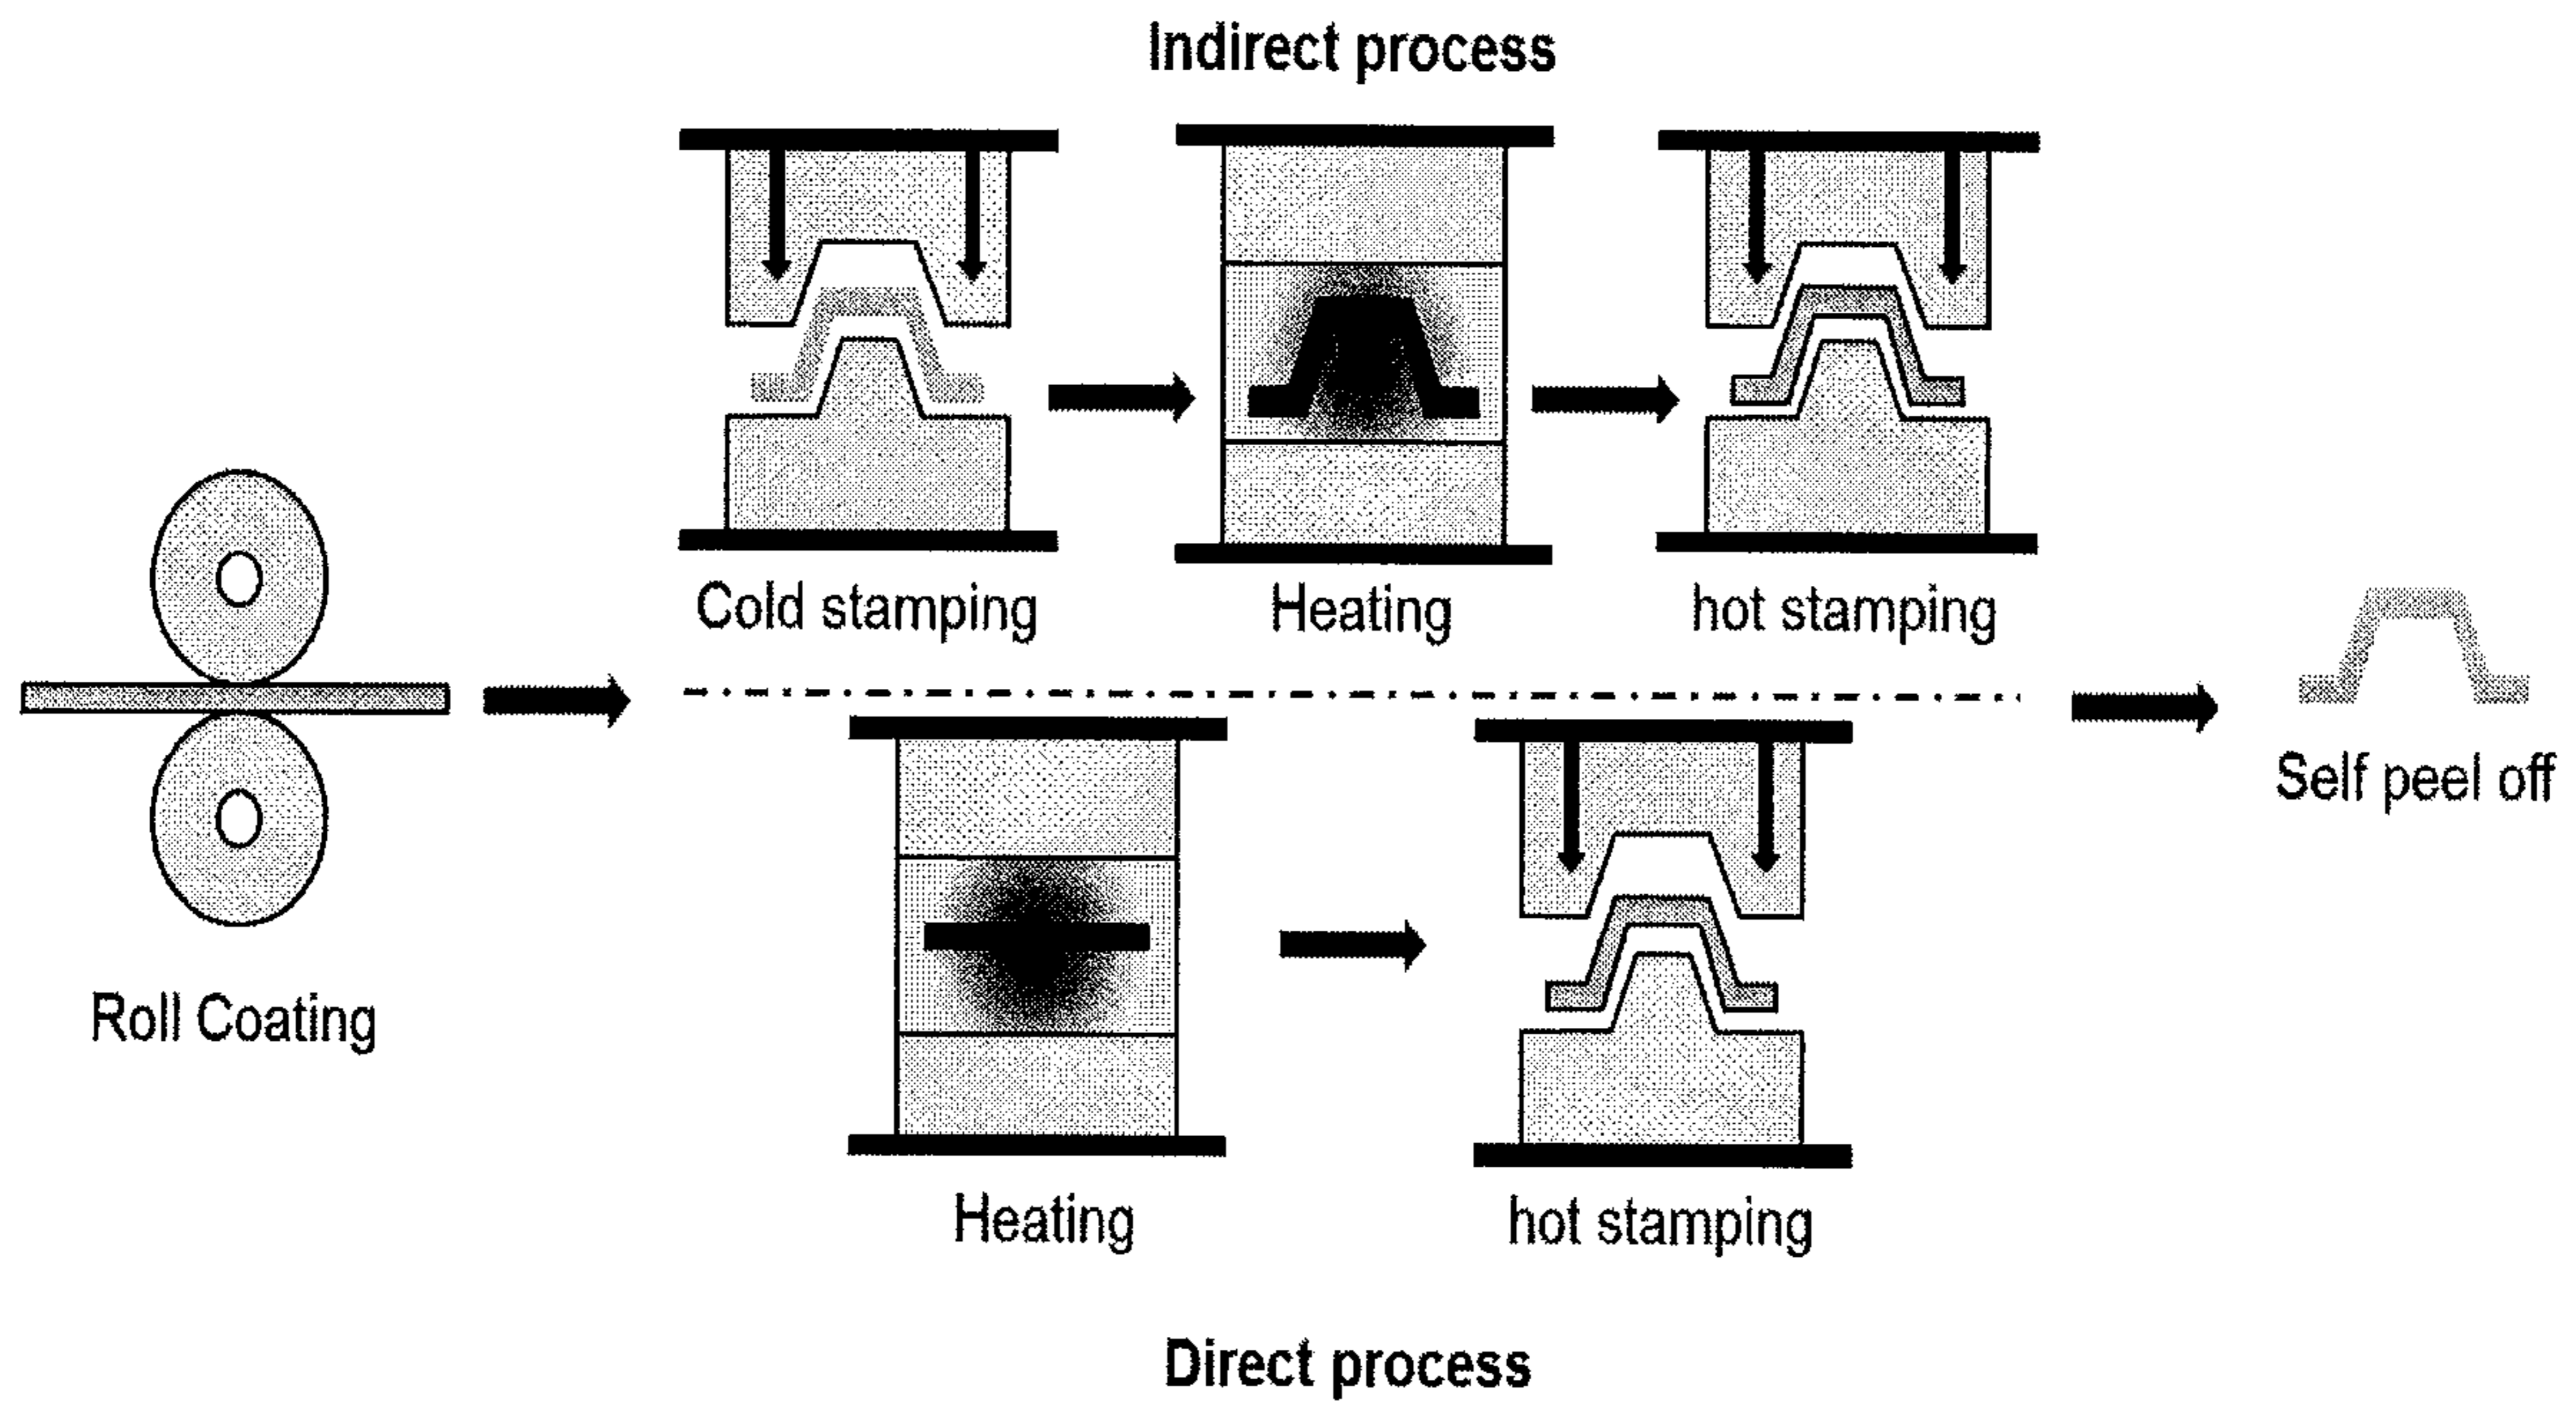 Indirect process
Cold stamping
Heating
hot stamping
Roll Coating
Self peel off
Heating
hot stamping
Direct process